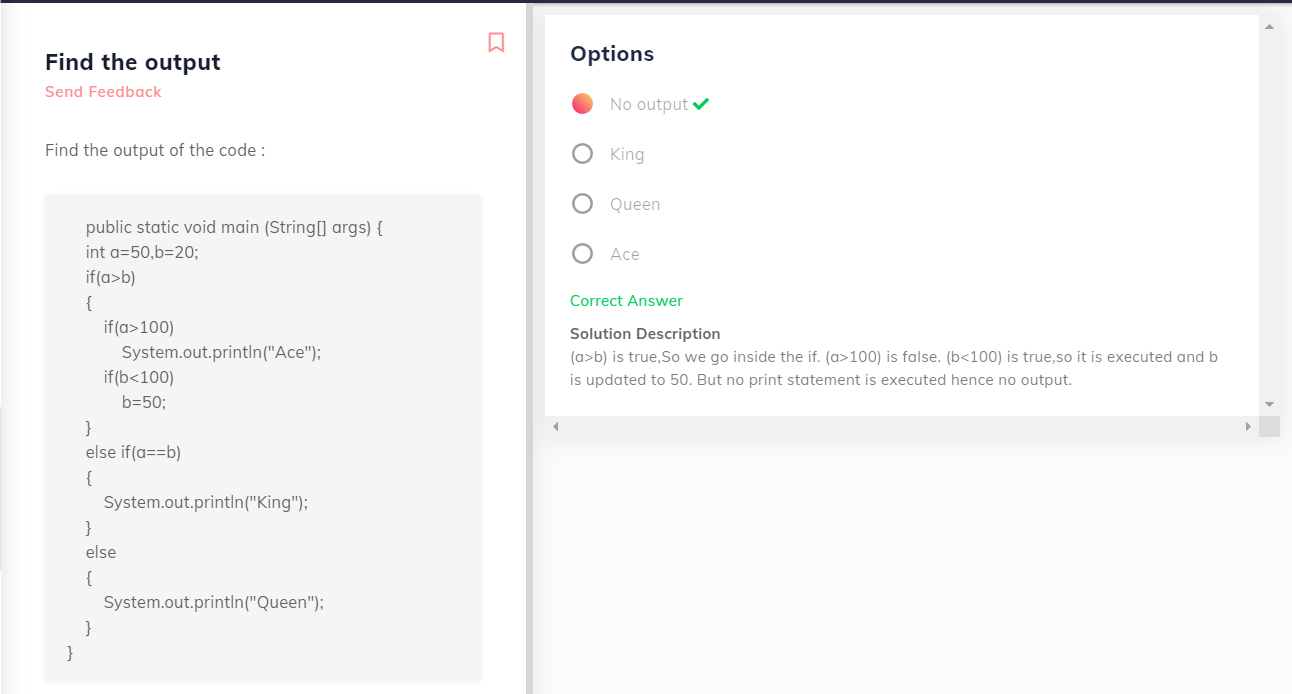 Find the output
Send Feedback
Find the output of the code :
public static void main (String[] args) {
int a=50,b=20;
if(a>b)
{
if(a>100)
System.out.println("Ace");
if(b<100)
b=50;
}
else if(a==b)
{
System.out.println("King");
}
else
{
System.out.println("Queen");
}
}
Options
No output
King
Queen
Ace
Correct Answer
Solution Description
(a>b) is true,So we go inside the if. (a>100) is false. (b<100) is true,so it is executed and b
is updated to 50. But no print statement is executed hence no output.